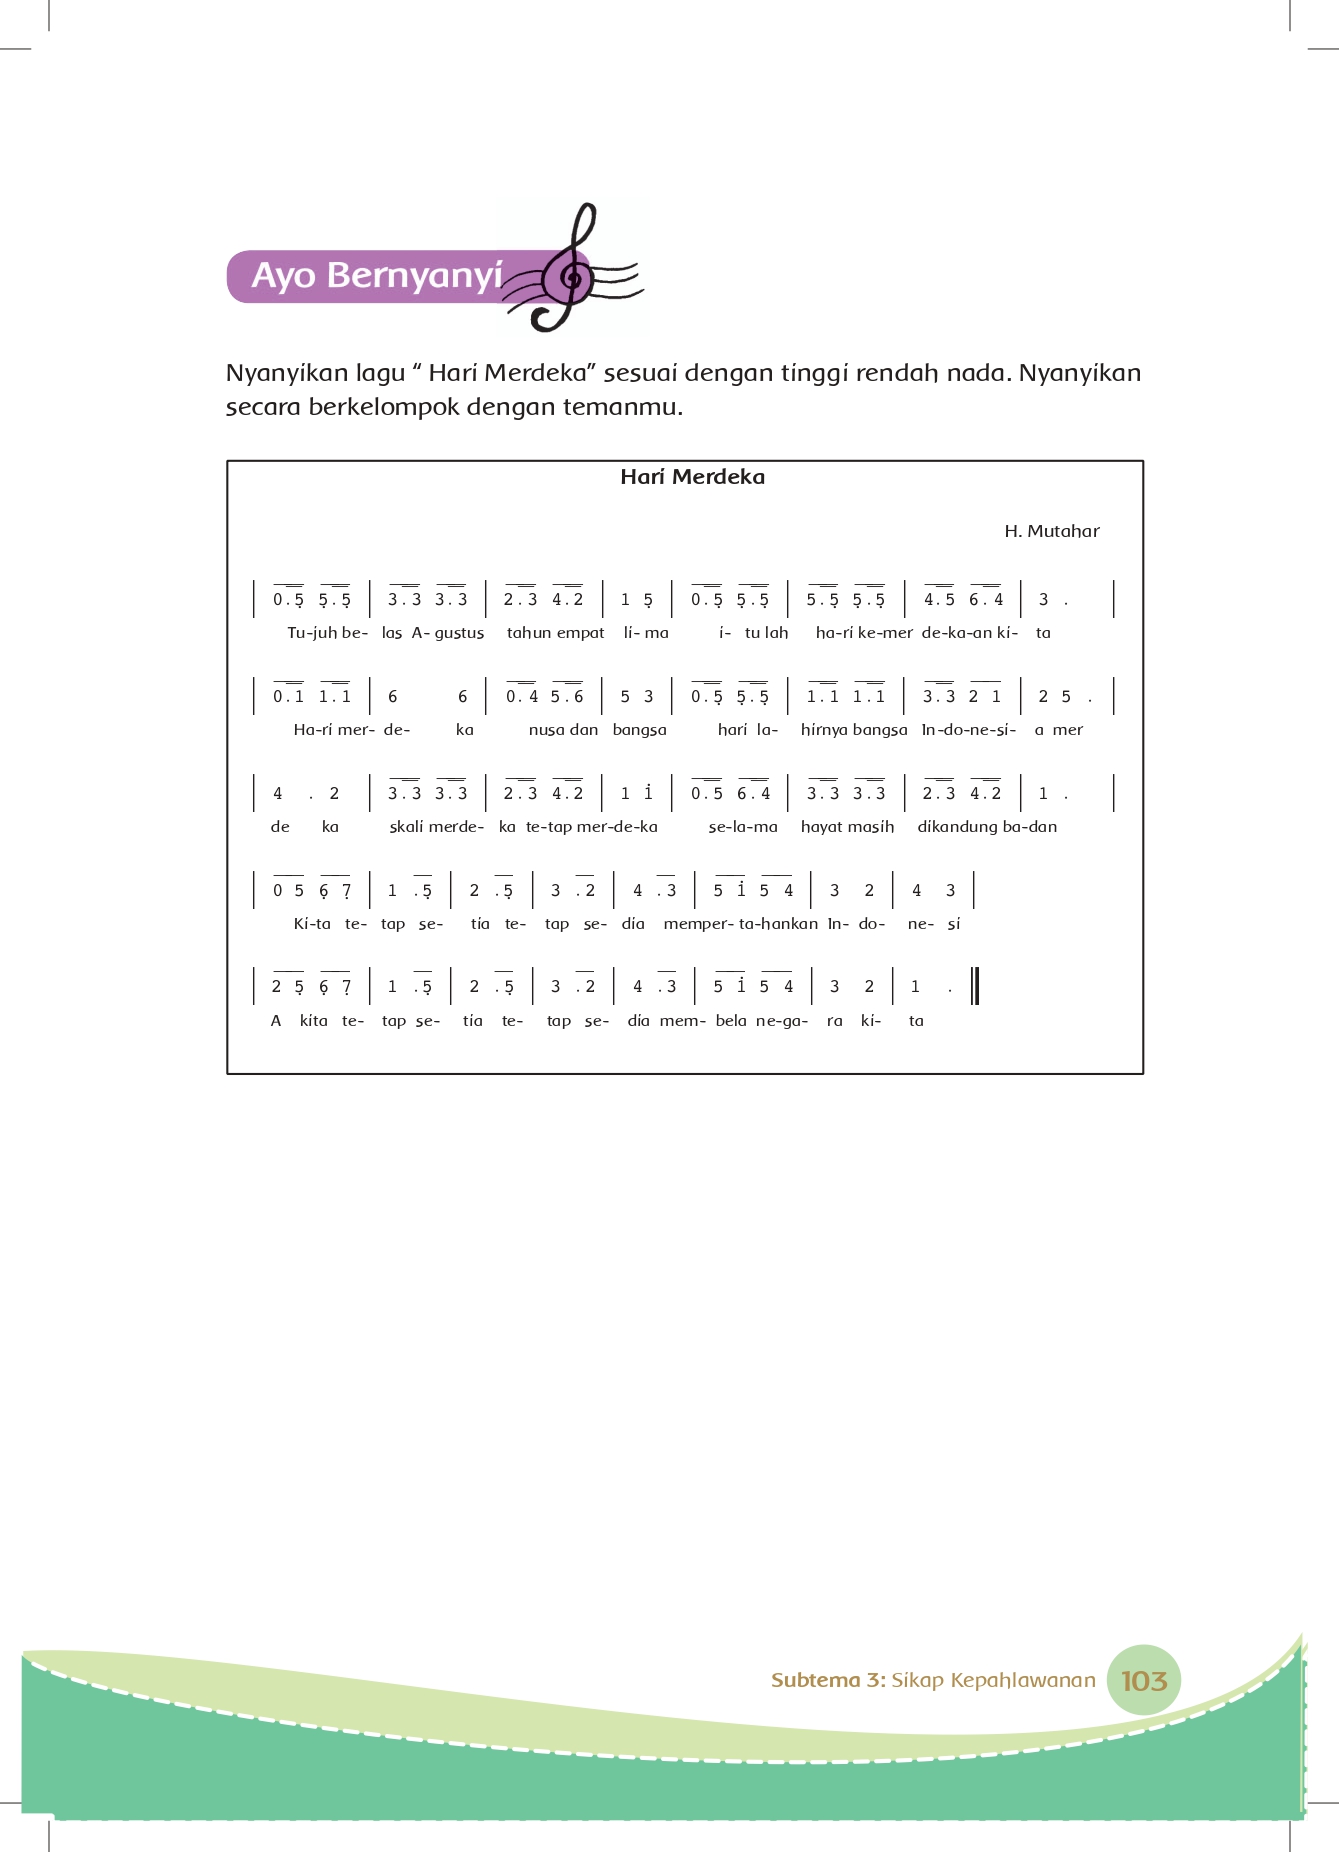 Ayo Bernyanyi
Nyanyikan lagu “ Hari Merdeka” sesuai dengan tinggi rendah nada. Nyanyikan
secara berkelompok dengan temanmu.
Hari Merdeka
H. Mutahar
| 0.5̣ 5̣.5̣ | 3.3 3.3 | 2.3 4.2 | 1 5̣ | 0.5̣ 5̣.5̣ | 5.5̣ 5̣.5̣ | 4.5 6.4 | 3 . |
Tu-juh be- las A- gustus tahun empat li- ma i- tu lah ha-ri ke-mer de-ka-an ki- ta
| 0.1 1.1 | 6 6 | 0.4 5.6 | 5 3 | 0.5̣ 5̣.5̣ | 1.1 1.1 | 3.3 2 1 | 2 5 . |
Ha-ri mer- de- ka nusa dan bangsa hari la- hirnya bangsa In-do-ne-si- a mer
| 4 . 2 | 3.3 3.3 | 2.3 4.2 | 1 1̇ | 0.5 6.4 | 3.3 3.3 | 2.3 4.2 | 1 . |
de ka skali merde- ka te-tap mer-de-ka se-la-ma hayat masih dikandung ba-dan
| 0 5 6̣ 7̣ | 1 .5̣ | 2 .5̣ | 3 .2 | 4 .3 | 5 1̇ 5 4 | 3 2 | 4 3 |
Ki-ta te- tap se- tia te- tap se- dia memper- ta-hankan In- do- ne- si
| 2 5̣ 6̣ 7̣ | 1 .5̣ | 2 .5̣ | 3 .2 | 4 .3 | 5 1̇ 5 4 | 3 2 | 1 . ||
A kita te- tap se- tia te- tap se- dia mem- bela ne-ga- ra ki- ta
Subtema 3: Sikap Kepahlawanan 103